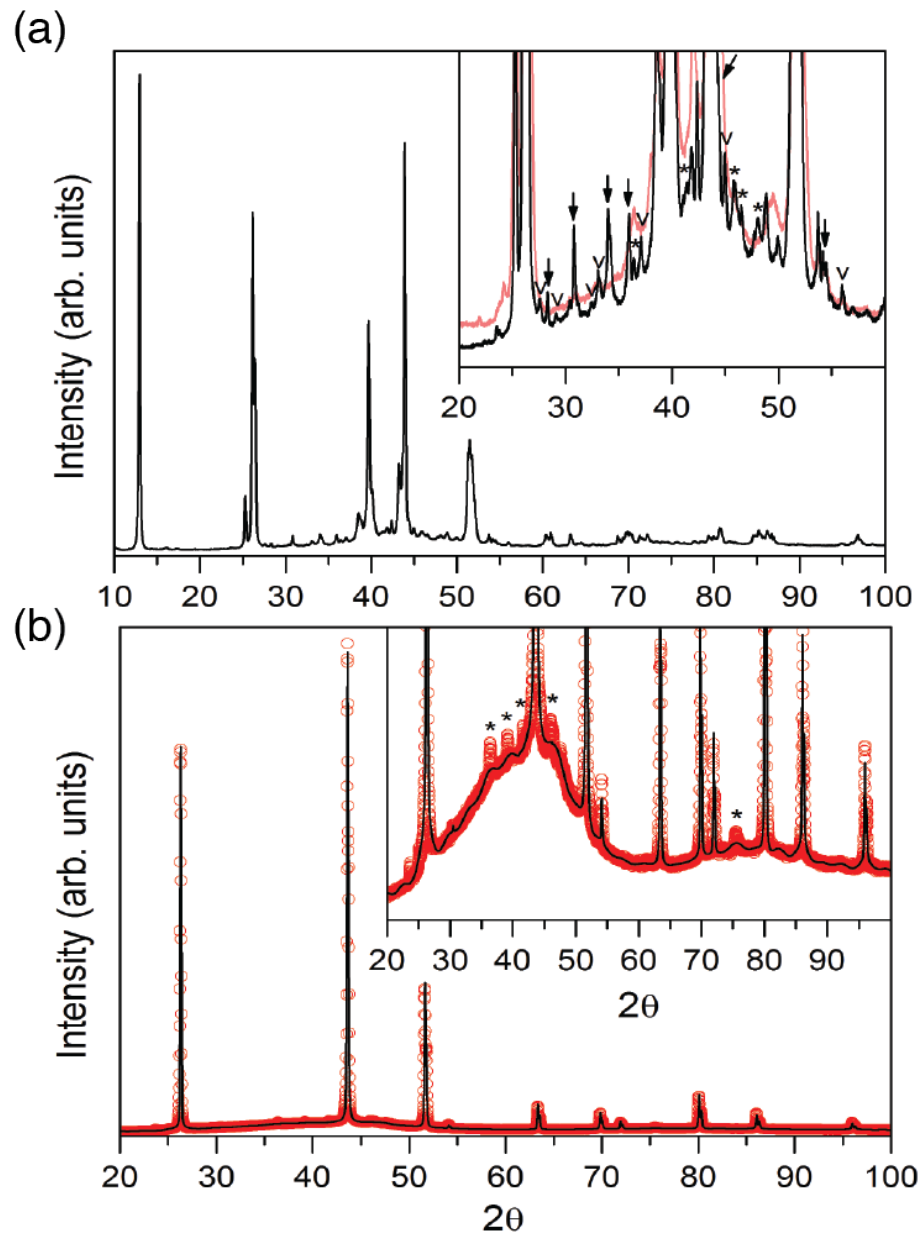 (a)
Intensity (arb. units)
v * v v v v * v * * * v
20 30 40 50
10 20 30 40 50 60 70 80 90 100
(b)
Intensity (arb. units)
* * * * *
20 30 40 50 60 70 80 90
2θ
20 30 40 50 60 70 80 90 100
2θ